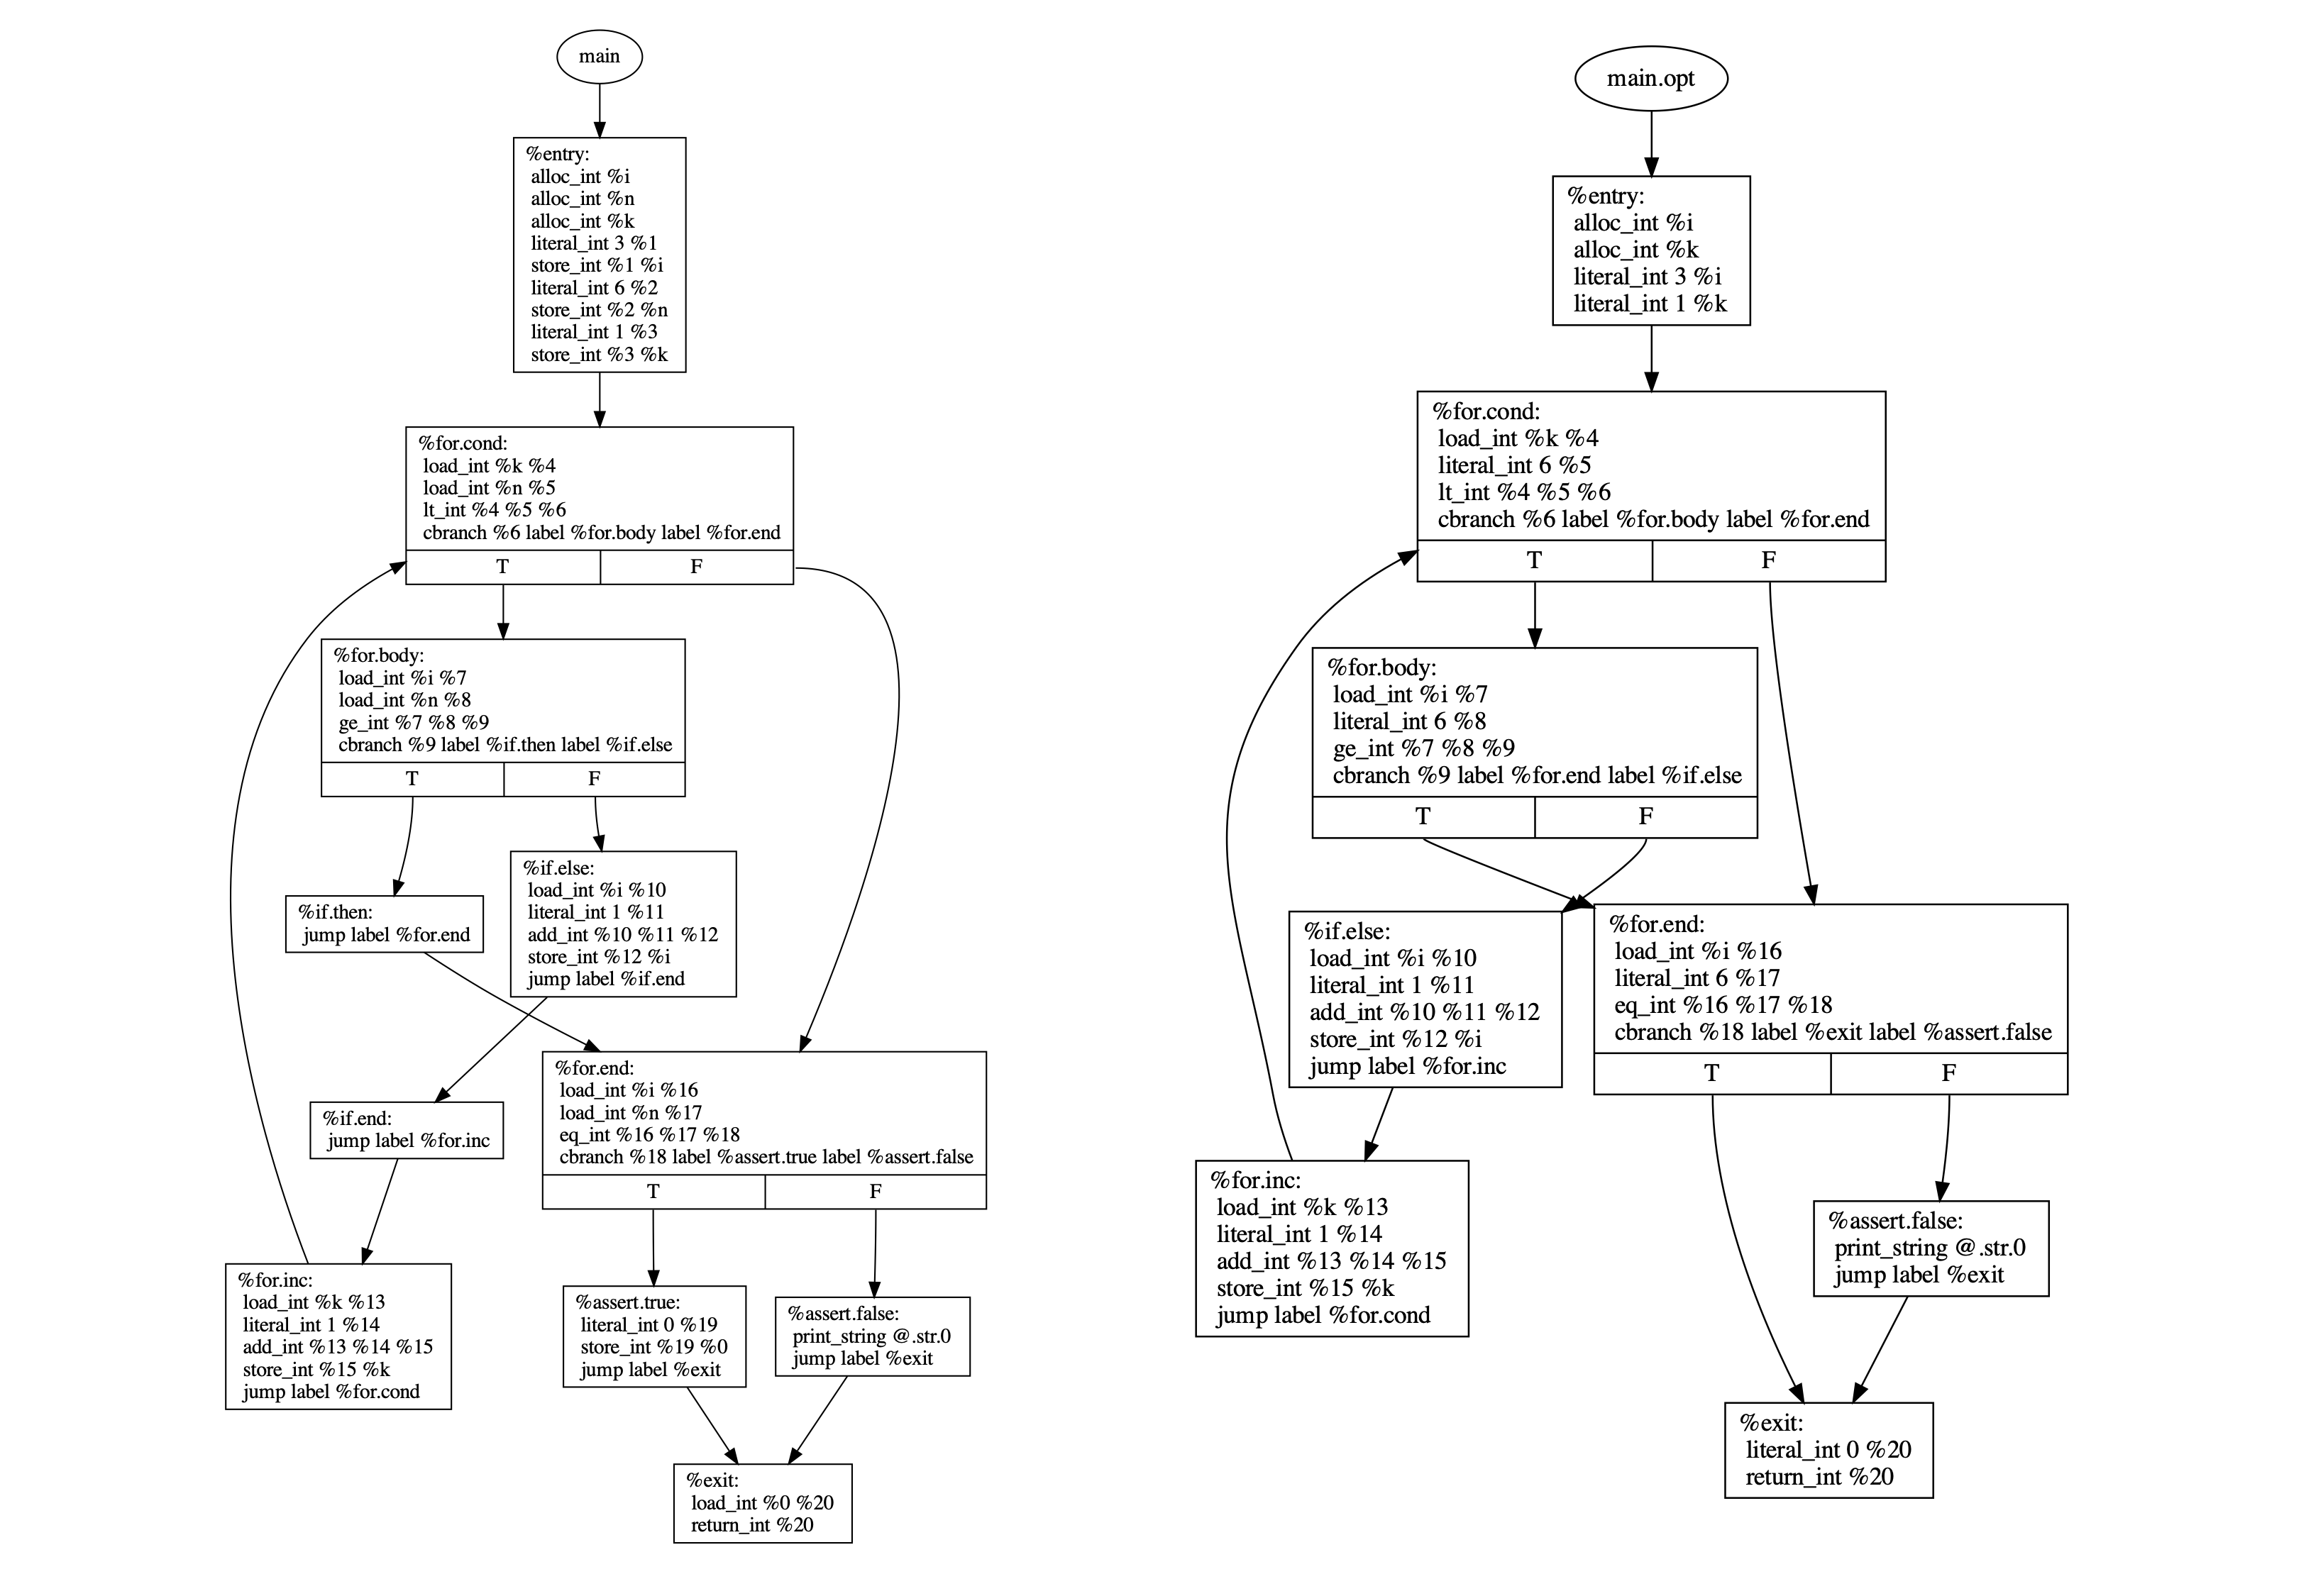 main
%entry:
alloc_int %i
alloc_int %n
alloc_int %k
literal_int 3 %1
store_int %1 %i
literal_int 6 %2
store_int %2 %n
literal_int 1 %3
store_int %3 %k
%for.cond:
load_int %k %4
load_int %n %5
lt_int %4 %5 %6
cbranch %6 label %for.body label %for.end
T F
%for.body:
load_int %i %7
load_int %n %8
ge_int %7 %8 %9
cbranch %9 label %if.then label %if.else
T F
%if.then:
jump label %for.end
%if.else:
load_int %i %10
literal_int 1 %11
add_int %10 %11 %12
store_int %12 %i
jump label %if.end
%if.end:
jump label %for.inc
%for.end:
load_int %i %16
load_int %n %17
eq_int %16 %17 %18
cbranch %18 label %assert.true label %assert.false
T F
%for.inc:
load_int %k %13
literal_int 1 %14
add_int %13 %14 %15
store_int %15 %k
jump label %for.cond
%assert.true:
literal_int 0 %19
store_int %19 %0
jump label %exit
%assert.false:
print_string @.str.0
jump label %exit
%exit:
load_int %0 %20
return_int %20
main.opt
%entry:
alloc_int %i
alloc_int %k
literal_int 3 %i
literal_int 1 %k
%for.cond:
load_int %k %4
literal_int 6 %5
lt_int %4 %5 %6
cbranch %6 label %for.body label %for.end
T F
%for.body:
load_int %i %7
literal_int 6 %8
ge_int %7 %8 %9
cbranch %9 label %for.end label %if.else
T F
%if.else:
load_int %i %10
literal_int 1 %11
add_int %10 %11 %12
store_int %12 %i
jump label %for.inc
%for.end:
load_int %i %16
literal_int 6 %17
eq_int %16 %17 %18
cbranch %18 label %exit label %assert.false
T F
%for.inc:
load_int %k %13
literal_int 1 %14
add_int %13 %14 %15
store_int %15 %k
jump label %for.cond
%assert.false:
print_string @.str.0
jump label %exit
%exit:
literal_int 0 %20
return_int %20